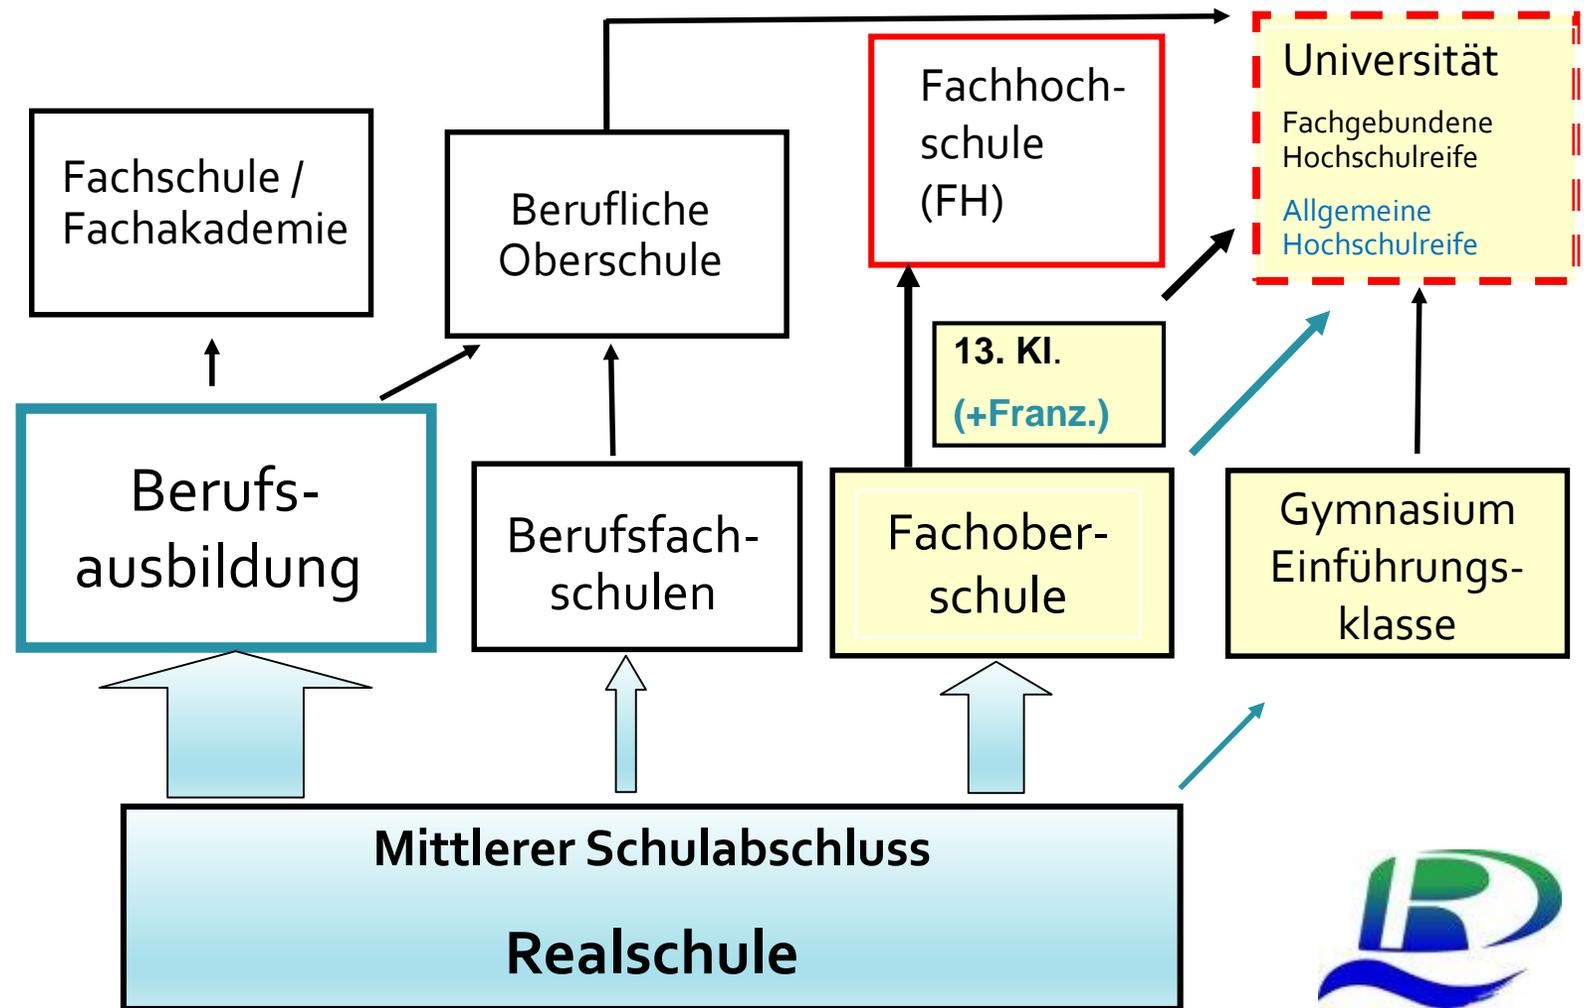 Universität
Fachgebundene
Hochschulreife
Allgemeine
Hochschulreife
Fachhoch-
schule
(FH)
Fachschule /
Fachakademie
Berufliche
Oberschule
13. Kl.
(+Franz.)
Berufs-
ausbildung
Berufsfach-
schulen
Fachober-
schule
Gymnasium
Einführungs-
klasse
Mittlerer Schulabschluss
Realschule
R